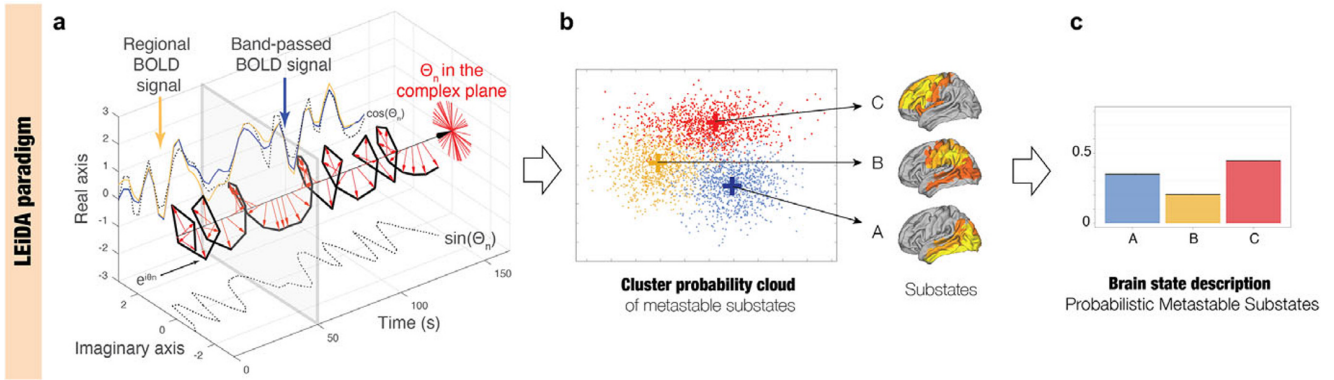 LEiDA paradigm
a
Regional
BOLD
signal
Band-passed
BOLD signal
Θn in the
complex plane
cos(Θn)
3
2
1
0
-1
-2
-3
Real axis
e^iθn
sin(Θn)
2
0
-2
Imaginary axis
0
50
100
150
Time (s)
b
C
B
A
Cluster probability cloud
of metastable substates
Substates
c
0.5
0
A B C
Brain state description
Probabilistic Metastable Substates